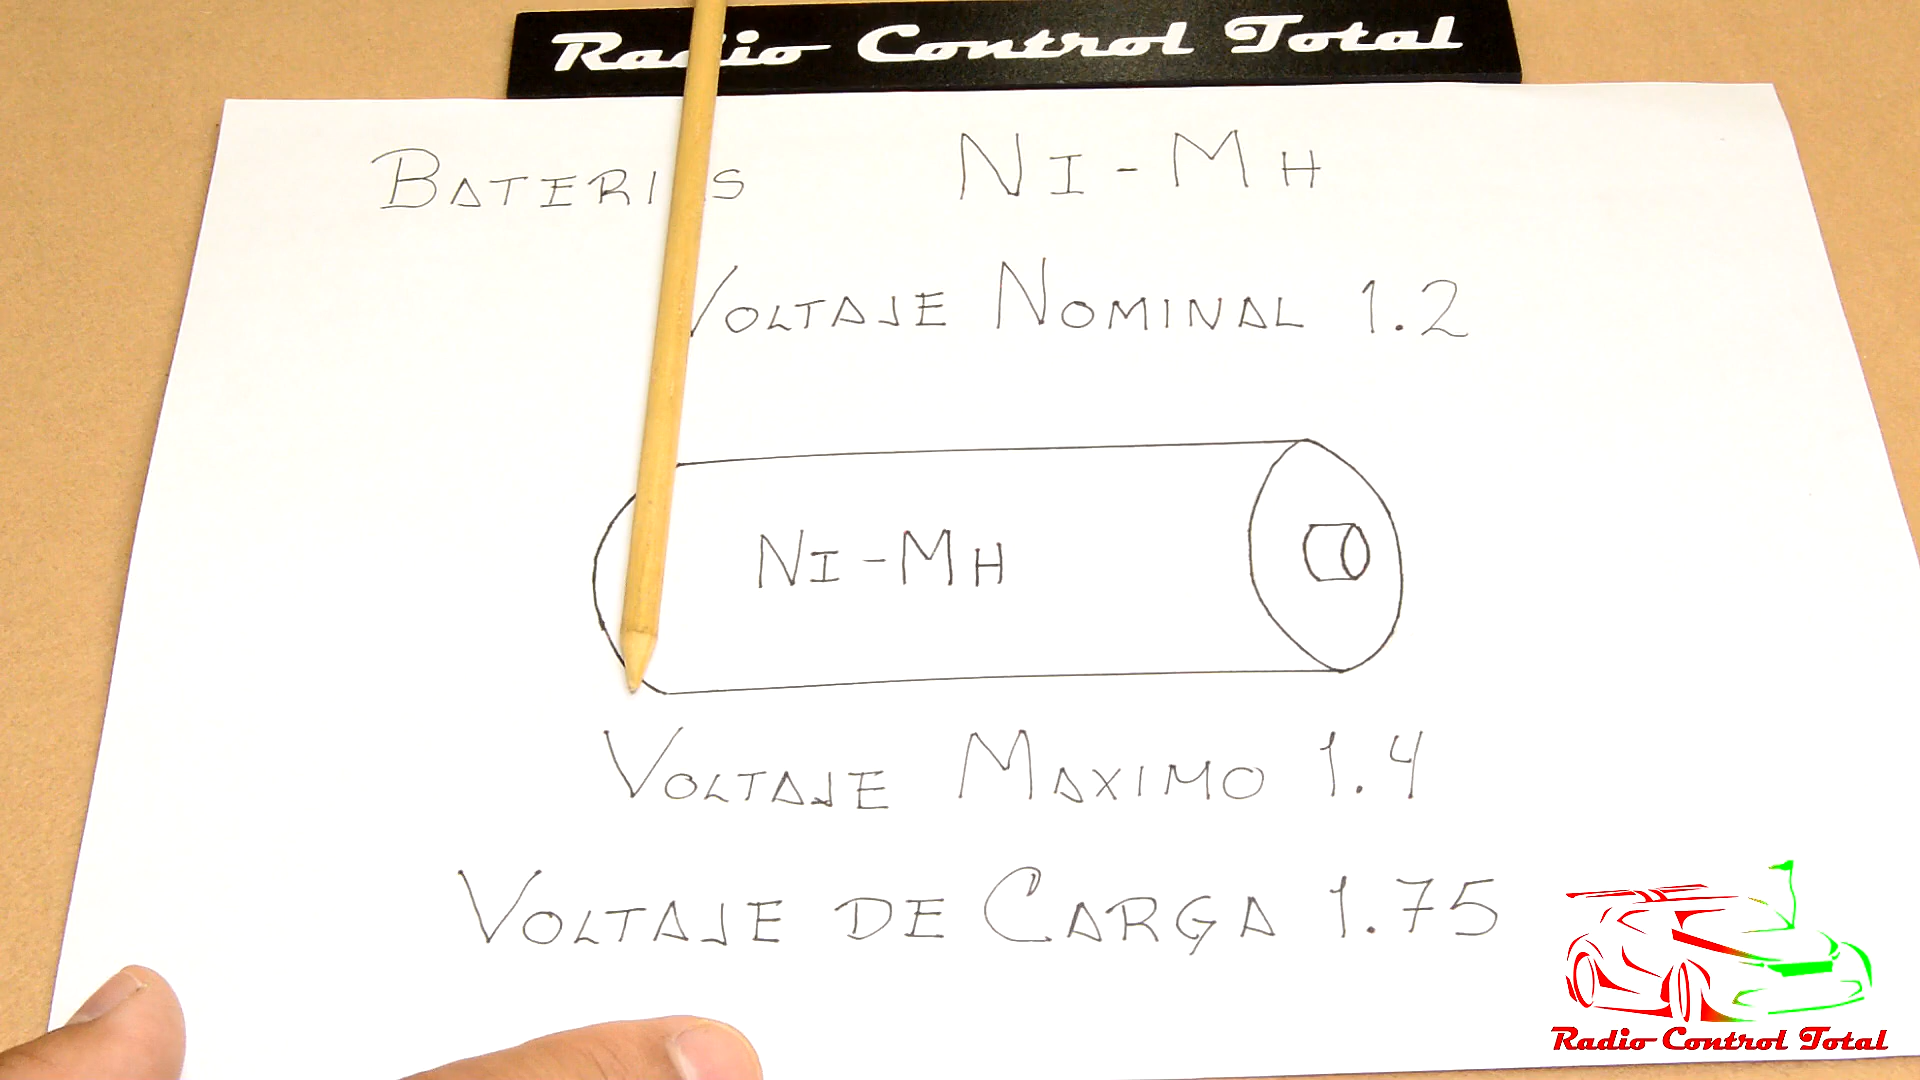 Radio Control Total
BATERIAS NI-MH
VOLTAJE NOMINAL 1.2
NI-MH
VOLTAJE MAXIMO 1.4
VOLTAJE DE CARGA 1.75
Radio Control Total